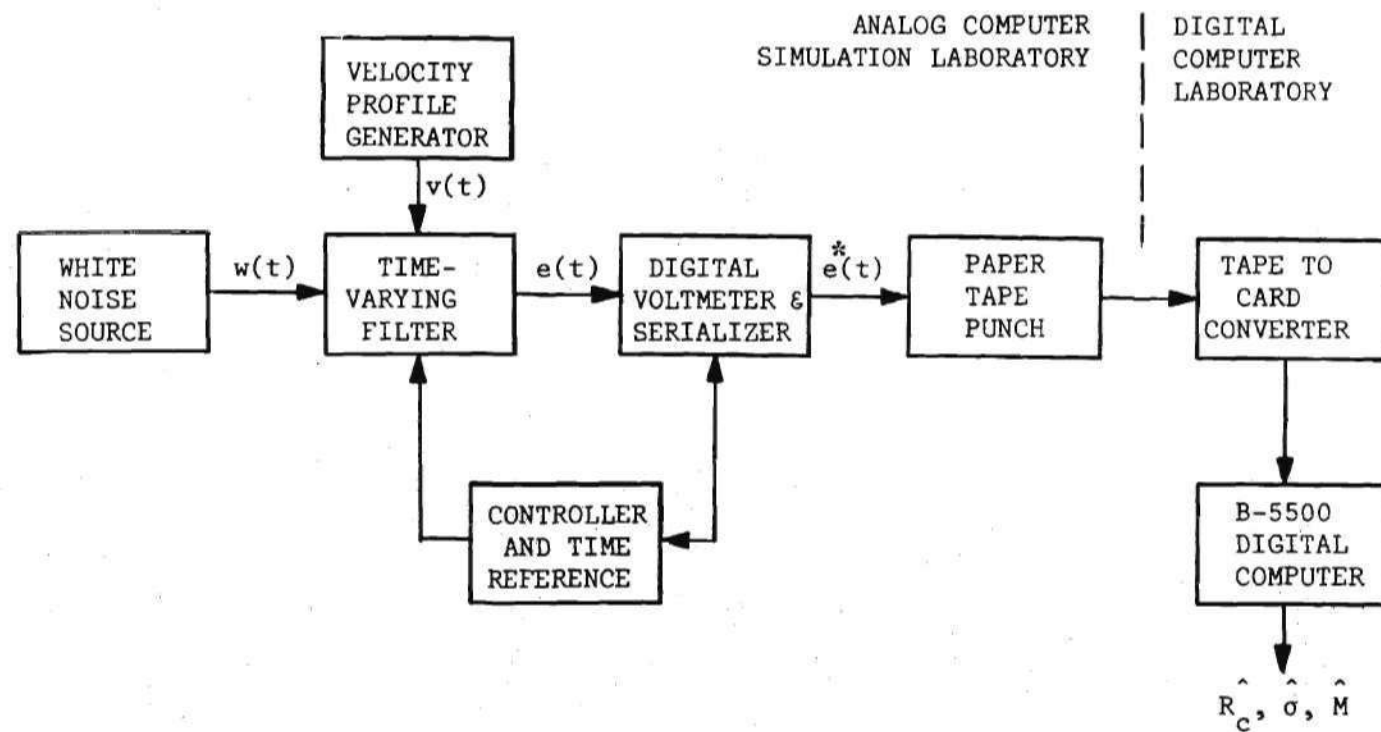 ANALOG COMPUTER
SIMULATION LABORATORY
DIGITAL
COMPUTER
LABORATORY
VELOCITY
PROFILE
GENERATOR
v(t)
WHITE
NOISE
SOURCE
w(t)
TIME-
VARYING
FILTER
e(t)
DIGITAL
VOLTMETER &
SERIALIZER
e*(t)
PAPER
TAPE
PUNCH
TAPE TO
CARD
CONVERTER
CONTROLLER
AND TIME
REFERENCE
B-5500
DIGITAL
COMPUTER
R̂c, σ̂, M̂